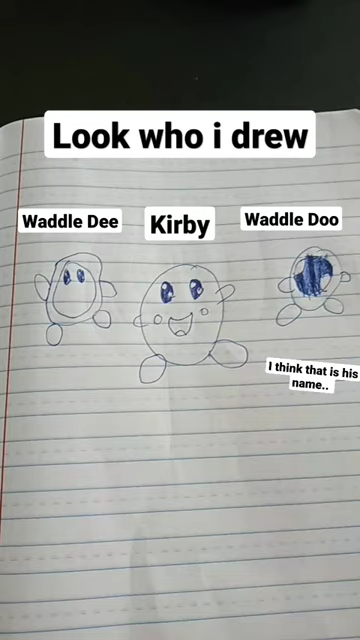 Look who i drew
Waddle Dee
Kirby
Waddle Doo
I think that is his
name..